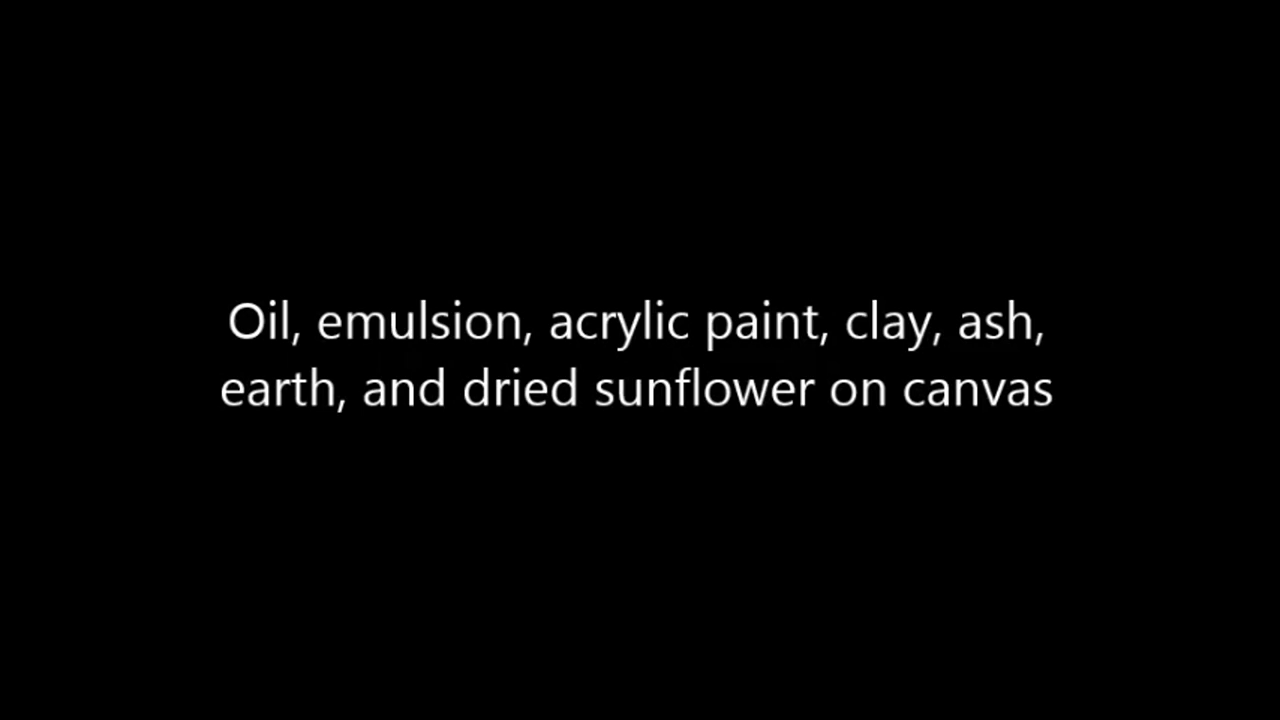 Oil, emulsion, acrylic paint, clay, ash,
earth, and dried sunflower on canvas